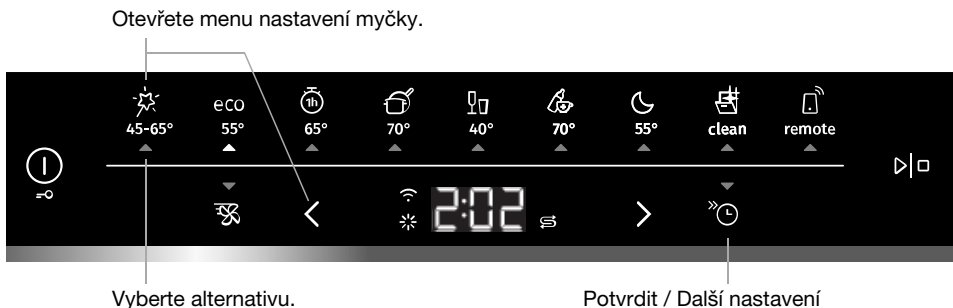 Otevřete menu nastavení myčky.
eco 1h
45-65° 55° 65° 70° 40° 70° 55° clean remote
2:02
Vyberte alternativu. Potvrdit / Další nastavení